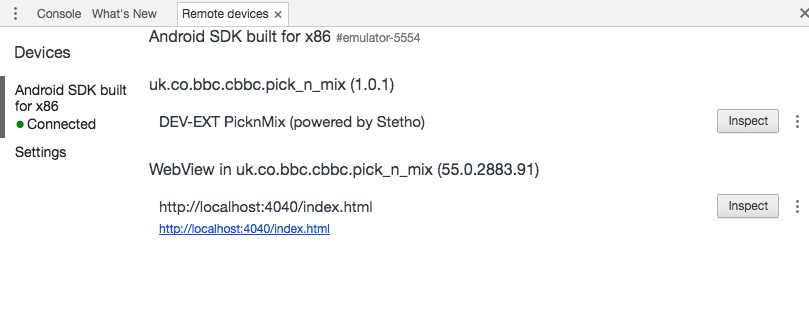 Console What's New Remote devices
Devices
Android SDK built for x86
Connected
Settings
Android SDK built for x86 #emulator-5554
uk.co.bbc.cbbc.pick_n_mix (1.0.1)
DEV-EXT PicknMix (powered by Stetho) Inspect
WebView in uk.co.bbc.cbbc.pick_n_mix (55.0.2883.91)
http://localhost:4040/index.html Inspect
http://localhost:4040/index.html